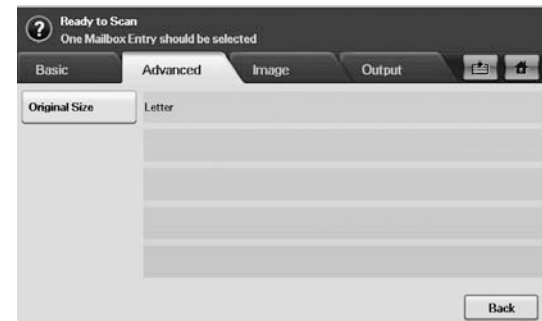 Ready to Scan
One Mailbox Entry should be selected
Basic
Advanced
Image
Output
Original Size
Letter
Back